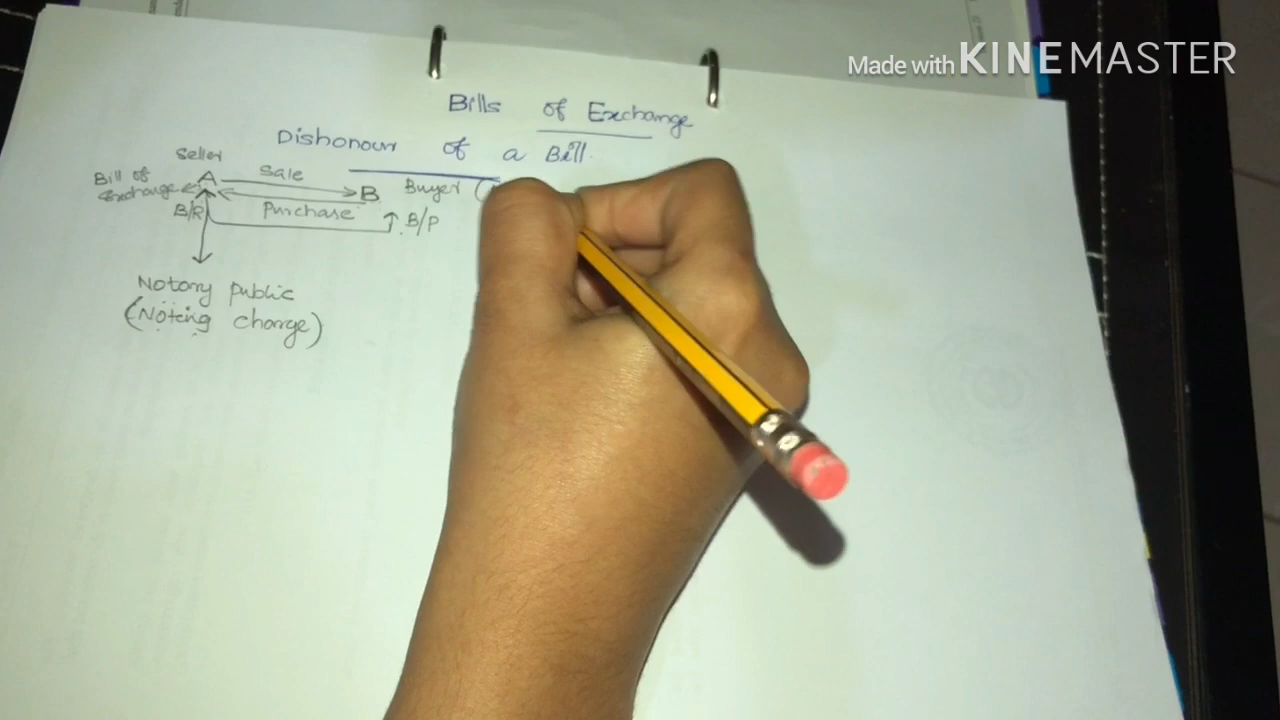 Made with KINEMASTER
Bills of Exchange
Dishonour of a Bill
Seller
Bill of Exchange
A
Sale
B
Buyer (
B/R
Purchase
B/P
Notary Public
(Noting charge)